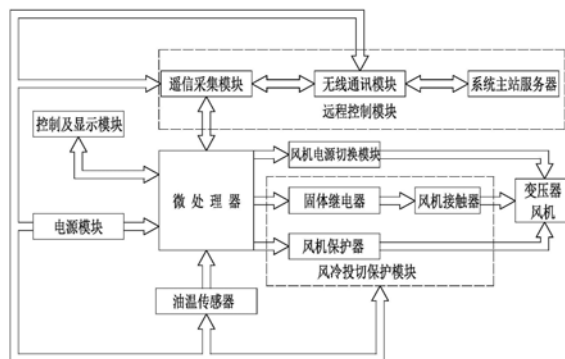 遥信采集模块
无线通讯模块
系统主站服务器
远程控制模块
控制及显示模块
风机电源切换模块
微处理器
固体继电器
风机接触器
变压器
风机
电源模块
风机保护器
风冷投切保护模块
油温传感器